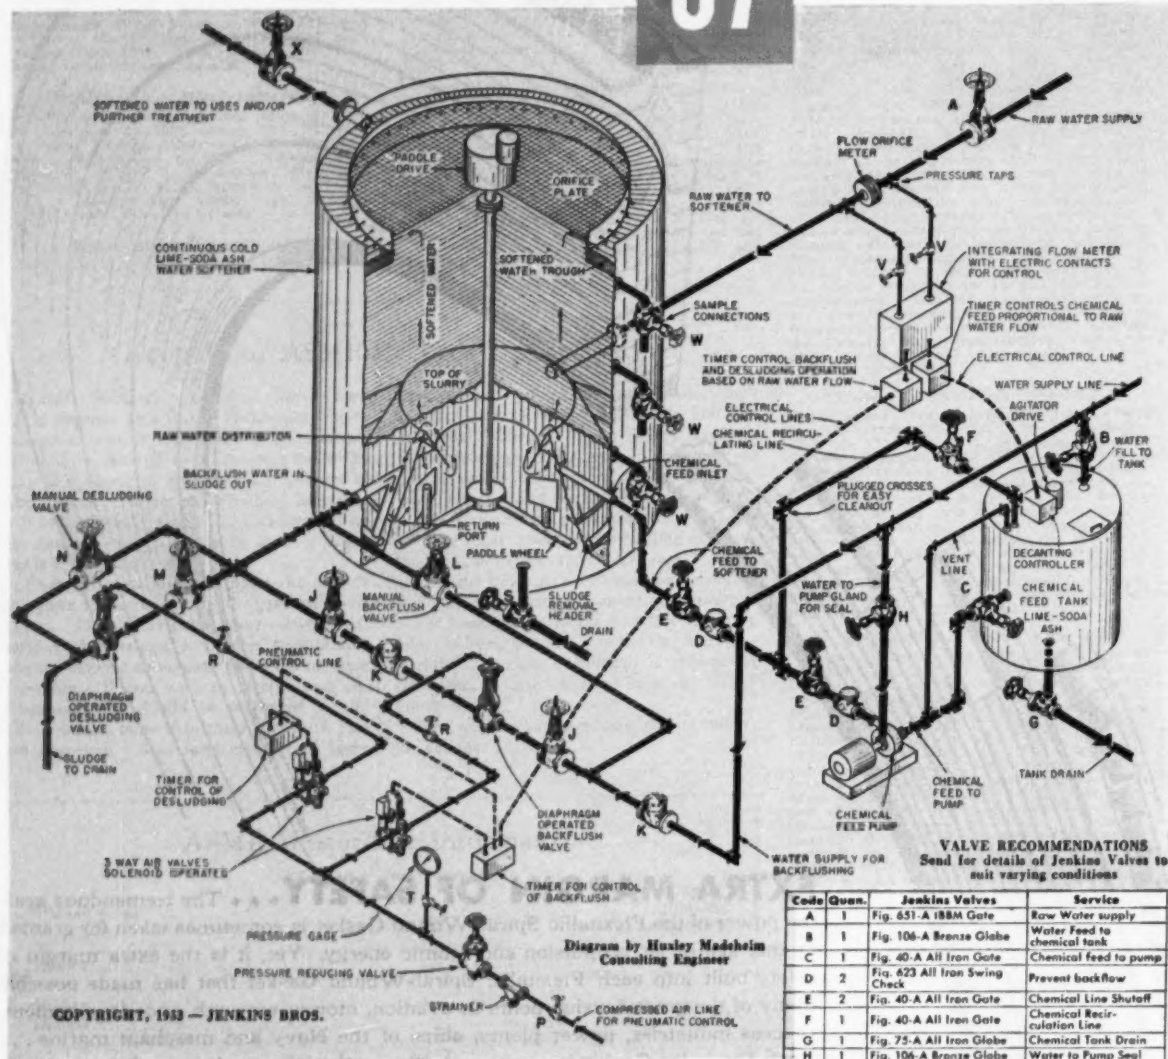 07
X
SOFTENED WATER TO USES AND/OR
FURTHER TREATMENT
PADDLE
DRIVE
ORIFICE
PLATE
A
RAW WATER SUPPLY
FLOW ORIFICE
METER
PRESSURE TAPS
RAW WATER TO
SOFTENER
CONTINUOUS COLD
LIME-SODA ASH
WATER SOFTENER
SOFTENED WATER
SOFTENED
WATER TROUGH
V
V
INTEGRATING FLOW METER
WITH ELECTRIC CONTACTS
FOR CONTROL
SAMPLE
CONNECTIONS
W
TIMER CONTROLS CHEMICAL
FEED PROPORTIONAL TO RAW
WATER FLOW
TIMER CONTROL BACKFLUSH
AND DESLUDGING OPERATION
BASED ON RAW WATER FLOW
ELECTRICAL CONTROL LINE
WATER SUPPLY LINE
TOP OF
SLURRY
AGITATOR
DRIVE
ELECTRICAL
CONTROL LINES
CHEMICAL RECIRCU-
LATING LINE
F
B
WATER
FILL TO
TANK
W
RAW WATER DISTRIBUTOR
CHEMICAL
FEED INLET
BACKFLUSH WATER IN
SLUDGE OUT
W
PLUGGED CROSSES
FOR EASY
CLEANOUT
MANUAL DESLUDGING
VALVE
N
M
RETURN
PORT
PADDLE WHEEL
L
CHEMICAL
FEED TO
SOFTENER
VENT
LINE
DECANTING
CONTROLLER
CHEMICAL
FEED TANK
LIME-SODA
ASH
C
WATER TO
PUMP GLAND
FOR SEAL
H
J
MANUAL
BACKFLUSH
VALVE
S
SLUDGE
REMOVAL
HEADER
DRAIN
E
D
R
PNEUMATIC
CONTROL LINE
K
E
D
G
DIAPHRAGM
OPERATED
DESLUDGING
VALVE
R
J
SLUDGE
TO DRAIN
TIMER FOR
CONTROL OF
DESLUDGING
TANK DRAIN
CHEMICAL
FEED TO
PUMP
CHEMICAL
FEED PUMP
DIAPHRAGM
OPERATED
BACKFLUSH
VALVE
K
3 WAY AIR VALVES
SOLENOID OPERATED
T
TIMER FOR CONTROL
OF BACKFLUSH
WATER SUPPLY FOR
BACKFLUSHING
PRESSURE GAGE
PRESSURE REDUCING VALVE
STRAINER
P
COMPRESSED AIR LINE
FOR PNEUMATIC CONTROL
Diagram by Huxley Madeheim
Consulting Engineer
COPYRIGHT, 1953 — JENKINS BROS.
VALVE RECOMMENDATIONS
Send for details of Jenkins Valves to
suit varying conditions
Code Quan. Jenkins Valves Service
A 1 Fig. 651-A IBBM Gate Raw Water supply
B 1 Fig. 106-A Bronze Globe Water Feed to chemical tank
C 1 Fig. 40-A All Iron Gate Chemical feed to pump
D 2 Fig. 623 All Iron Swing Check Prevent backflow
E 2 Fig. 40-A All Iron Gate Chemical Line Shutoff
F 1 Fig. 40-A All Iron Gate Chemical Recir-culation Line
G 1 Fig. 75-A All Iron Globe Chemical Tank Drain
H 1 Fig. 106-A Bronze Globe Water to Pump Seal